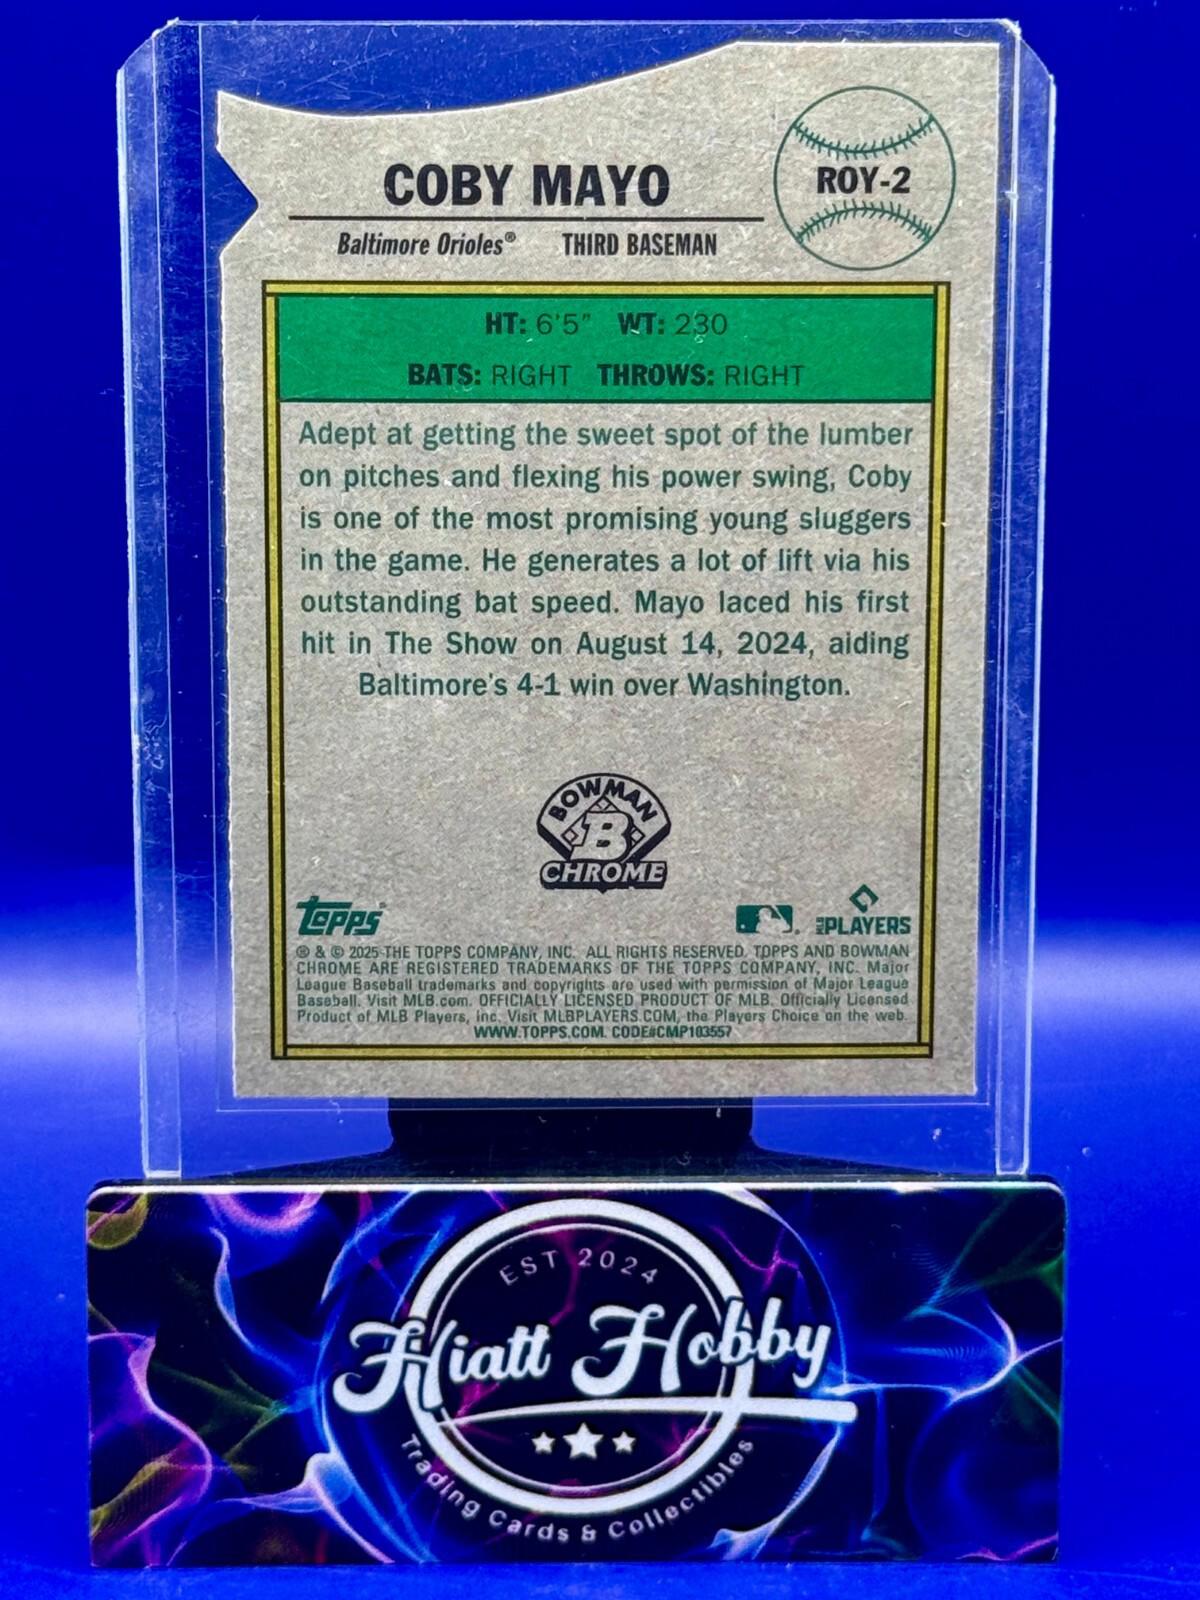 COBY MAYO
ROY-2
Baltimore Orioles® THIRD BASEMAN
HT: 6'5" WT: 230
BATS: RIGHT THROWS: RIGHT
Adept at getting the sweet spot of the lumber
on pitches and flexing his power swing, Coby
is one of the most promising young sluggers
in the game. He generates a lot of lift via his
outstanding bat speed. Mayo laced his first
hit in The Show on August 14, 2024, aiding
Baltimore's 4-1 win over Washington.
BOWMAN
B
CHROME
Topps®
MLB PLAYERS
® & © 2025 THE TOPPS COMPANY, INC. ALL RIGHTS RESERVED. TOPPS AND BOWMAN
CHROME ARE REGISTERED TRADEMARKS OF THE TOPPS COMPANY, INC. Major
League Baseball trademarks and copyrights are used with permission of Major League
Baseball. Visit MLB.com. OFFICIALLY LICENSED PRODUCT OF MLB. Officially Licensed
Product of MLB Players, Inc. Visit MLBPLAYERS.COM, the Players Choice on the web.
WWW.TOPPS.COM. CODE#CMP103557
EST 2024
Hiatt Hobby
Trading Cards & Collectibles